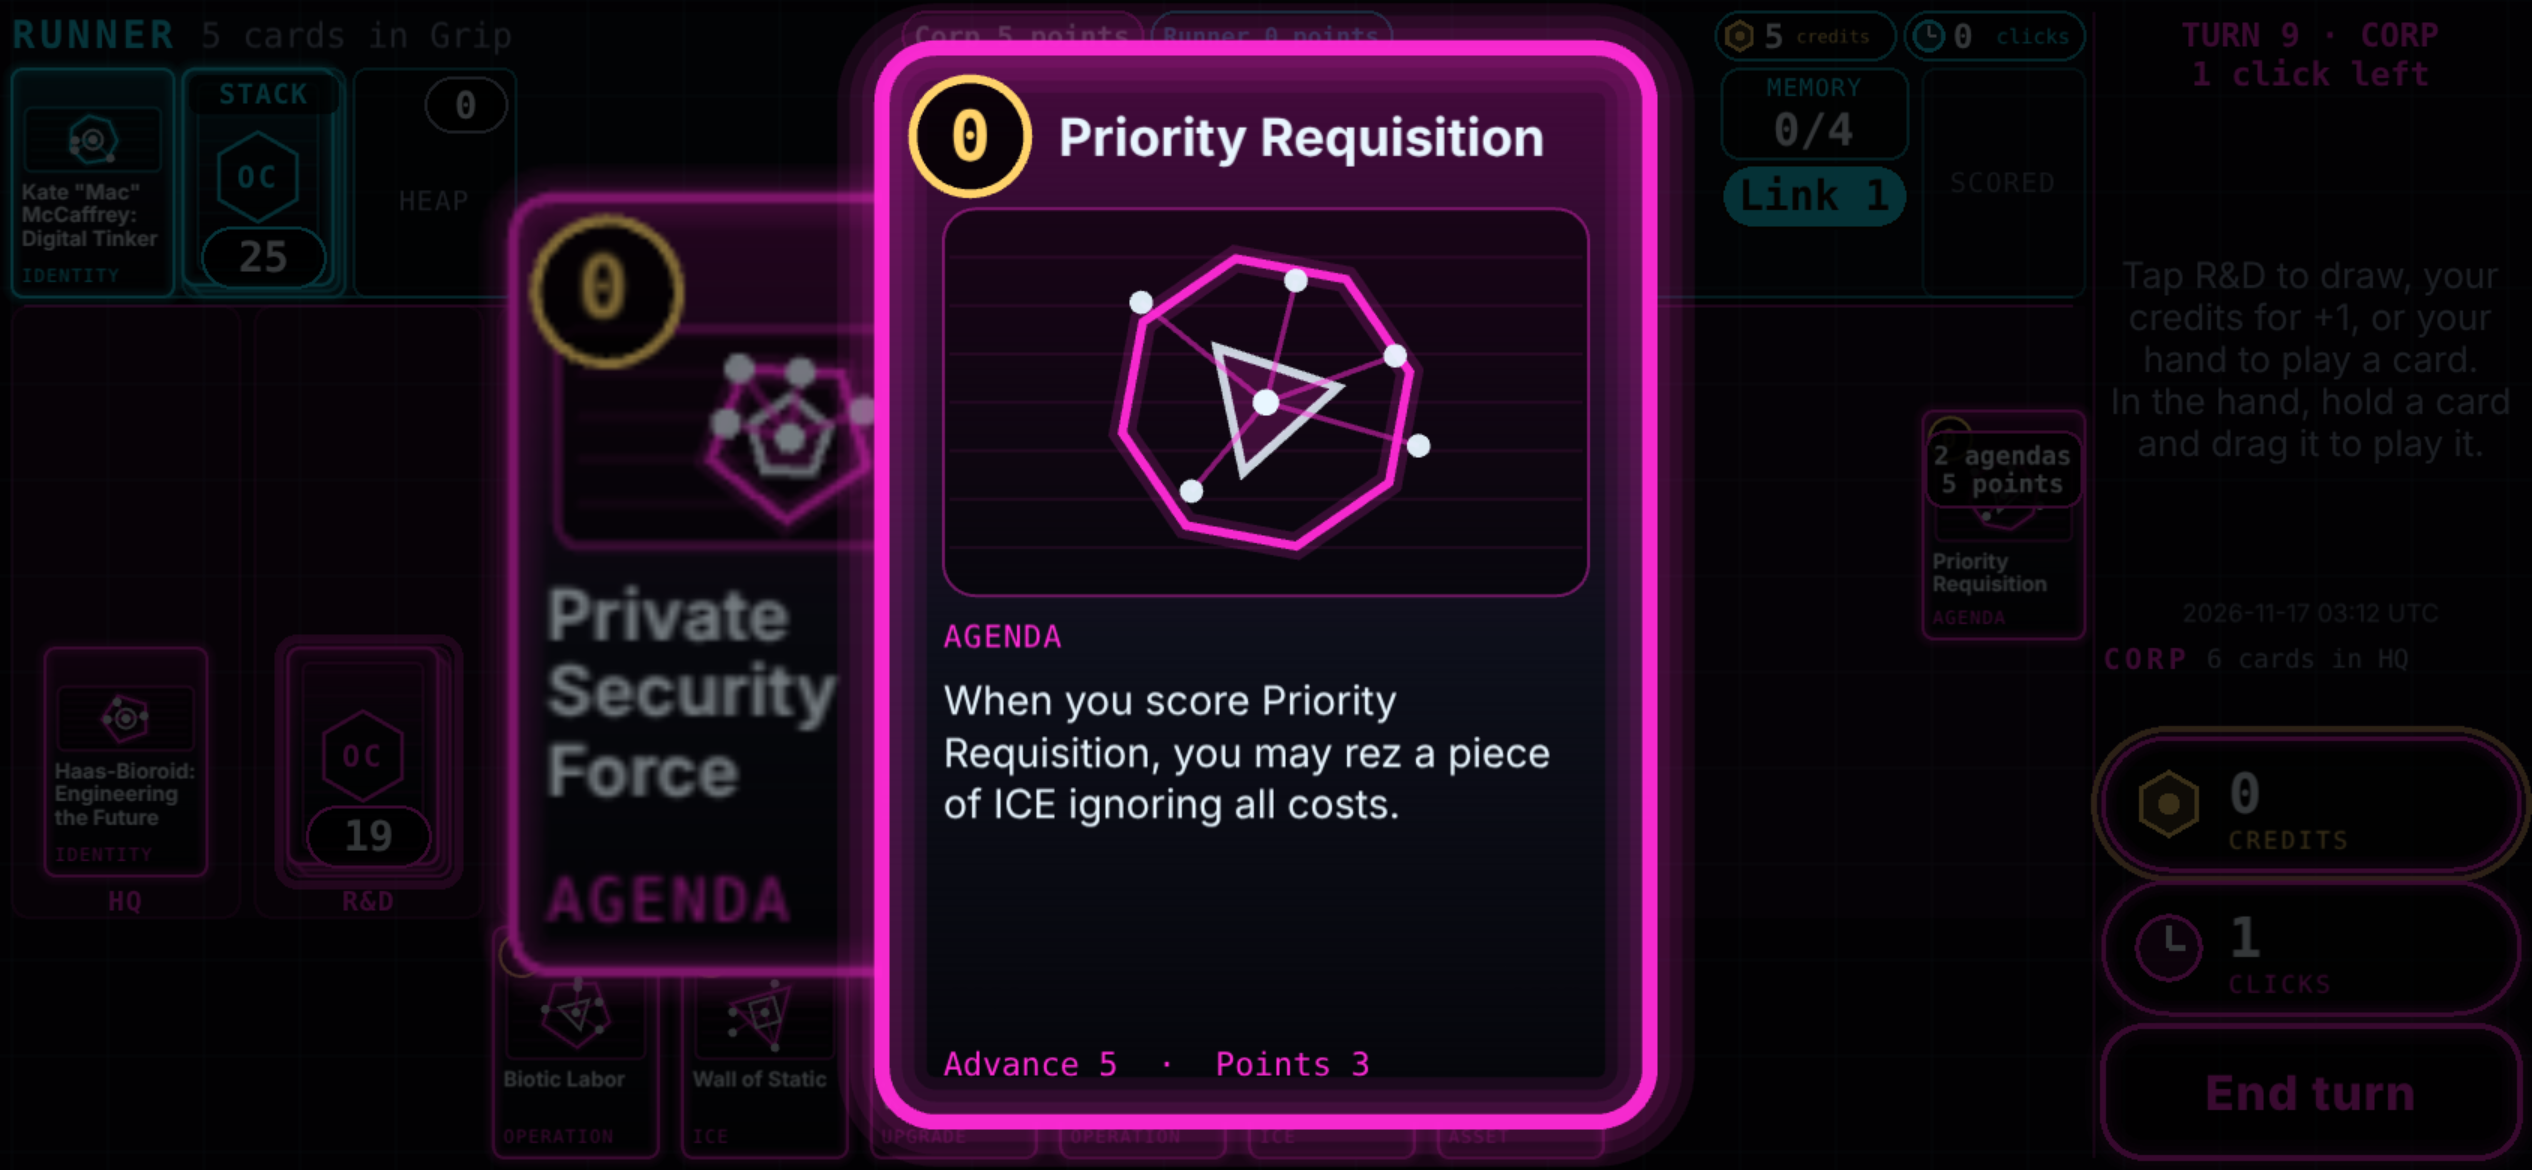 RUNNER 5 cards in Grip
Corp 5 points
Runner 0 points
5 credits
0 clicks
TURN 9 · CORP
1 click left
STACK
OC
25
0
HEAP
Kate "Mac"
McCaffrey:
Digital Tinker
IDENTITY
MEMORY
0/4
Link 1
SCORED
0
Priority Requisition
AGENDA
When you score Priority
Requisition, you may rez a piece
of ICE ignoring all costs.
Advance 5 · Points 3
0
Private
Security
Force
AGENDA
Tap R&D to draw, your
credits for +1, or your
hand to play a card.
In the hand, hold a card
and drag it to play it.
2 agendas
5 points
Priority
Requisition
AGENDA
2026-11-17 03:12 UTC
CORP 6 cards in HQ
Haas-Bioroid:
Engineering
the Future
IDENTITY
HQ
OC
19
R&D
0
CREDITS
1
CLICKS
End turn
Biotic Labor
OPERATION
Wall of Static
ICE
UPGRADE
OPERATION
ICE
ASSET